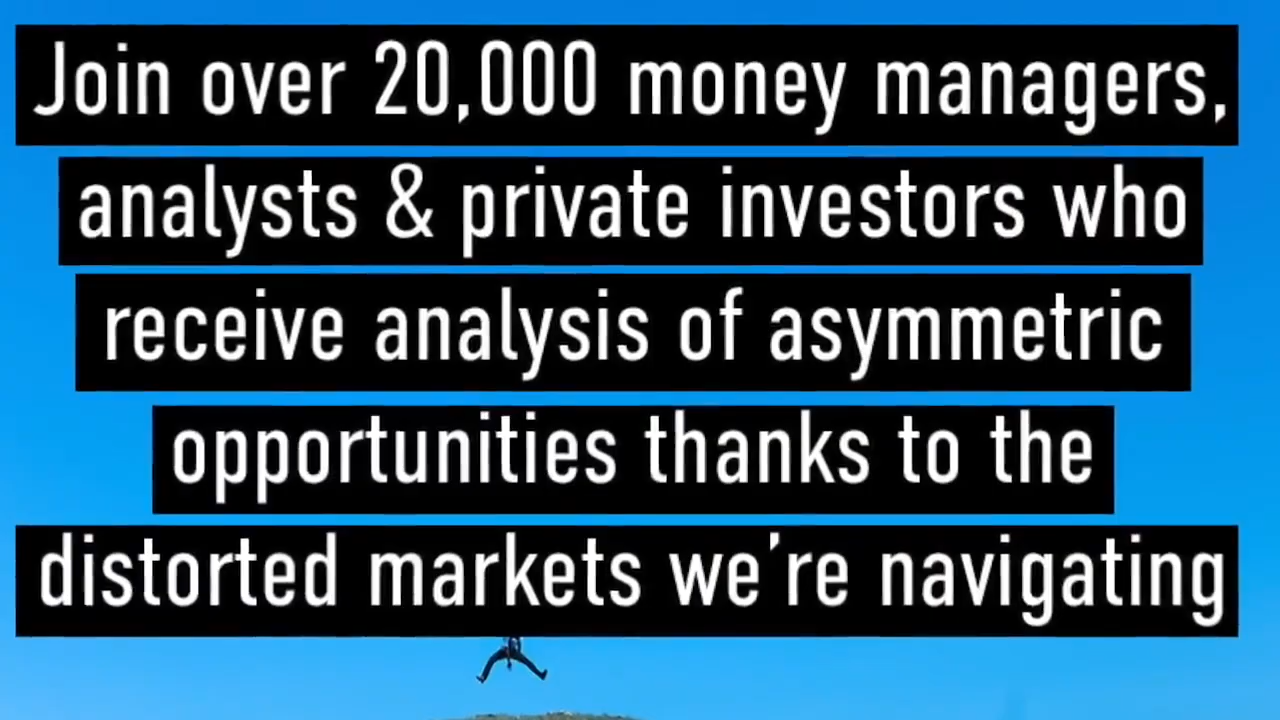 Join over 20,000 money managers,
analysts & private investors who
receive analysis of asymmetric
opportunities thanks to the
distorted markets we're navigating